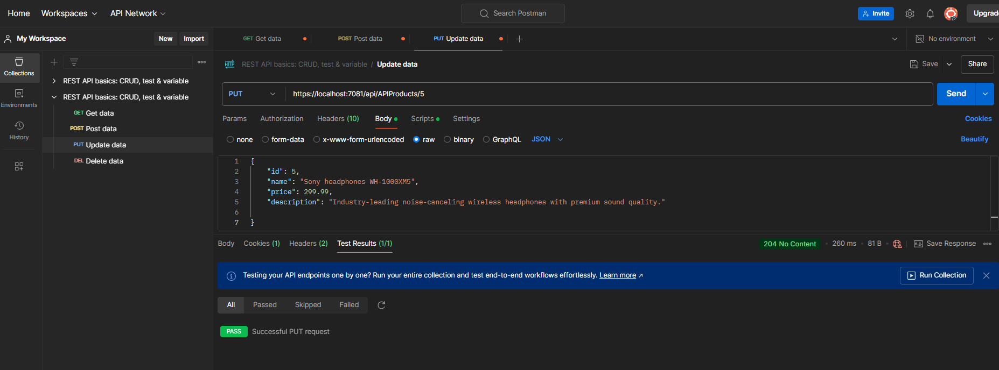 Home Workspaces API Network Search Postman Invite Upgrade
My Workspace New Import GET Get data POST Post data PUT Update data No environment
Collections
Environments
History
REST API basics: CRUD, test & variable
REST API basics: CRUD, test & variable
GET Get data
POST Post data
PUT Update data
DEL Delete data
HTTP REST API basics: CRUD, test & variable / Update data Save Share
PUT https://localhost:7081/api/APIProducts/5 Send
Params Authorization Headers (10) Body Scripts Settings Cookies
none form-data x-www-form-urlencoded raw binary GraphQL JSON Beautify
1 {
2 "id": 5,
3 "name": "Sony headphones WH-1000XM5",
4 "price": 299.99,
5 "description": "Industry-leading noise-canceling wireless headphones with premium sound quality."
6
7 }
Body Cookies (1) Headers (2) Test Results (1/1) 204 No Content 260 ms 81 B e.g. Save Response
Testing your API endpoints one by one? Run your entire collection and test end-to-end workflows effortlessly. Learn more Run Collection
All Passed Skipped Failed
PASS Successful PUT request